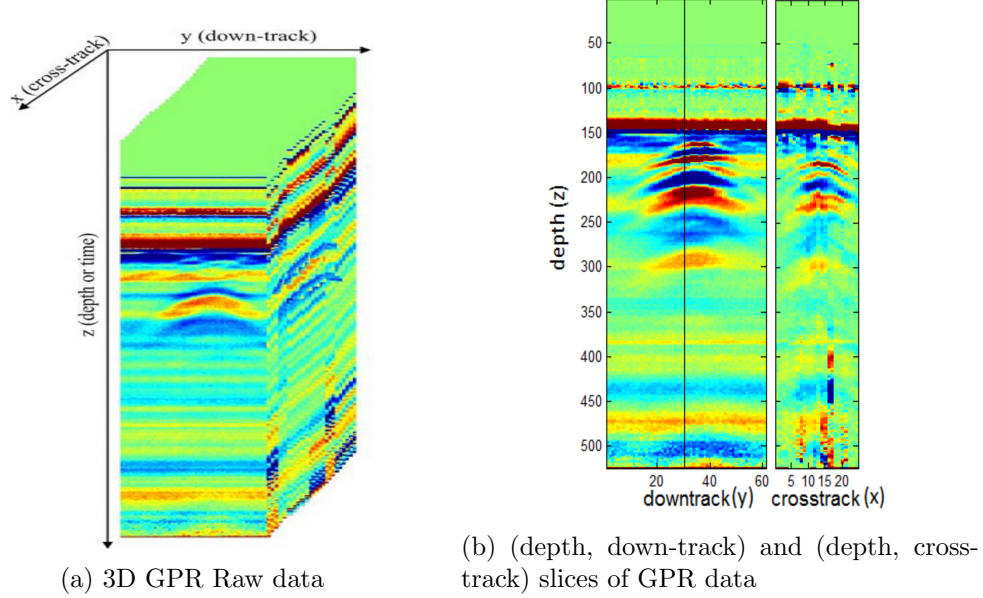 y (down-track)
x (cross-track)
z (depth or time)
(a) 3D GPR Raw data
depth (z)
50
100
150
200
250
300
350
400
450
500
20 40 60
downtrack(y)
5 10 15 20
crosstrack(x)
(b) (depth, down-track) and (depth, cross-
track) slices of GPR data